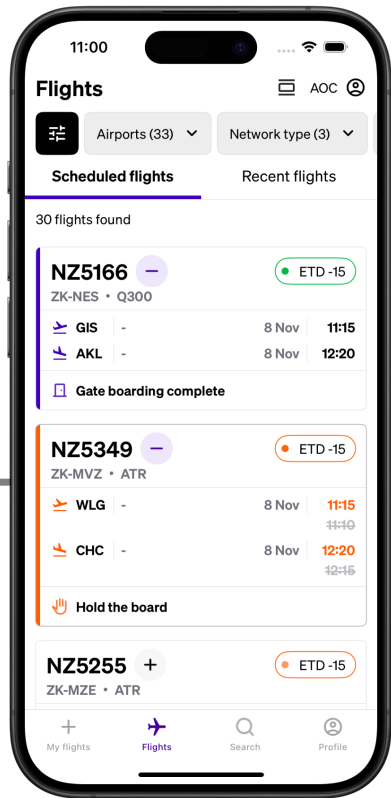 11:00
Flights
AOC
Airports (33)
Network type (3)
Scheduled flights
Recent flights
30 flights found
NZ5166
ETD -15
ZK-NES • Q300
GIS - 8 Nov 11:15
AKL - 8 Nov 12:20
Gate boarding complete
NZ5349
ETD -15
ZK-MVZ • ATR
WLG - 8 Nov 11:15
11:10
CHC - 8 Nov 12:20
12:15
Hold the board
NZ5255
ETD -15
ZK-MZE • ATR
My flights
Flights
Search
Profile